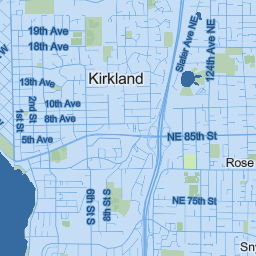 19th Ave
18th Ave
Slater Ave NE
124th Ave NE
Kirkland
13th Ave
10th Ave
8th Ave
2nd St
1st St
5th Ave
NE 85th St
Rose
6th St S
8th St S
NE 75th St
Sny